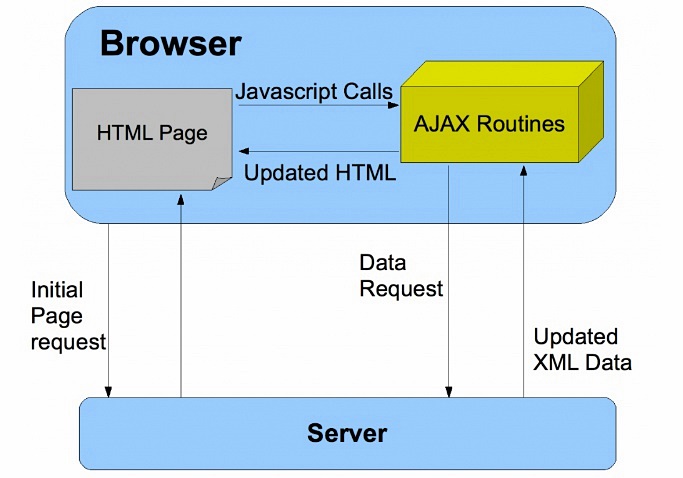 Browser
Javascript Calls
HTML Page
AJAX Routines
Updated HTML
Initial
Page
request
Data
Request
Updated
XML Data
Server